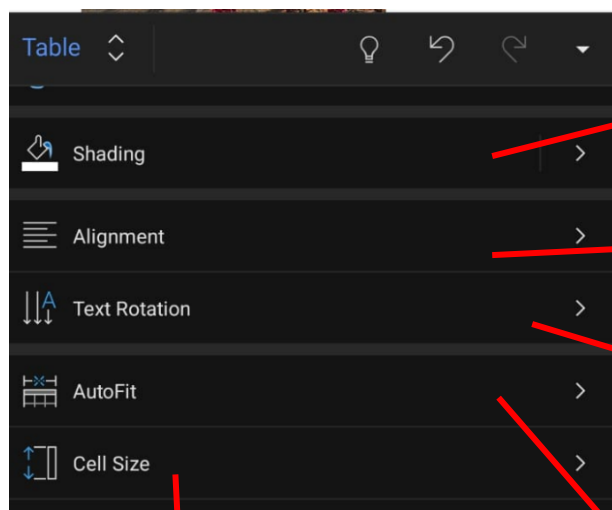 Table
Shading
Alignment
Text Rotation
AutoFit
Cell Size